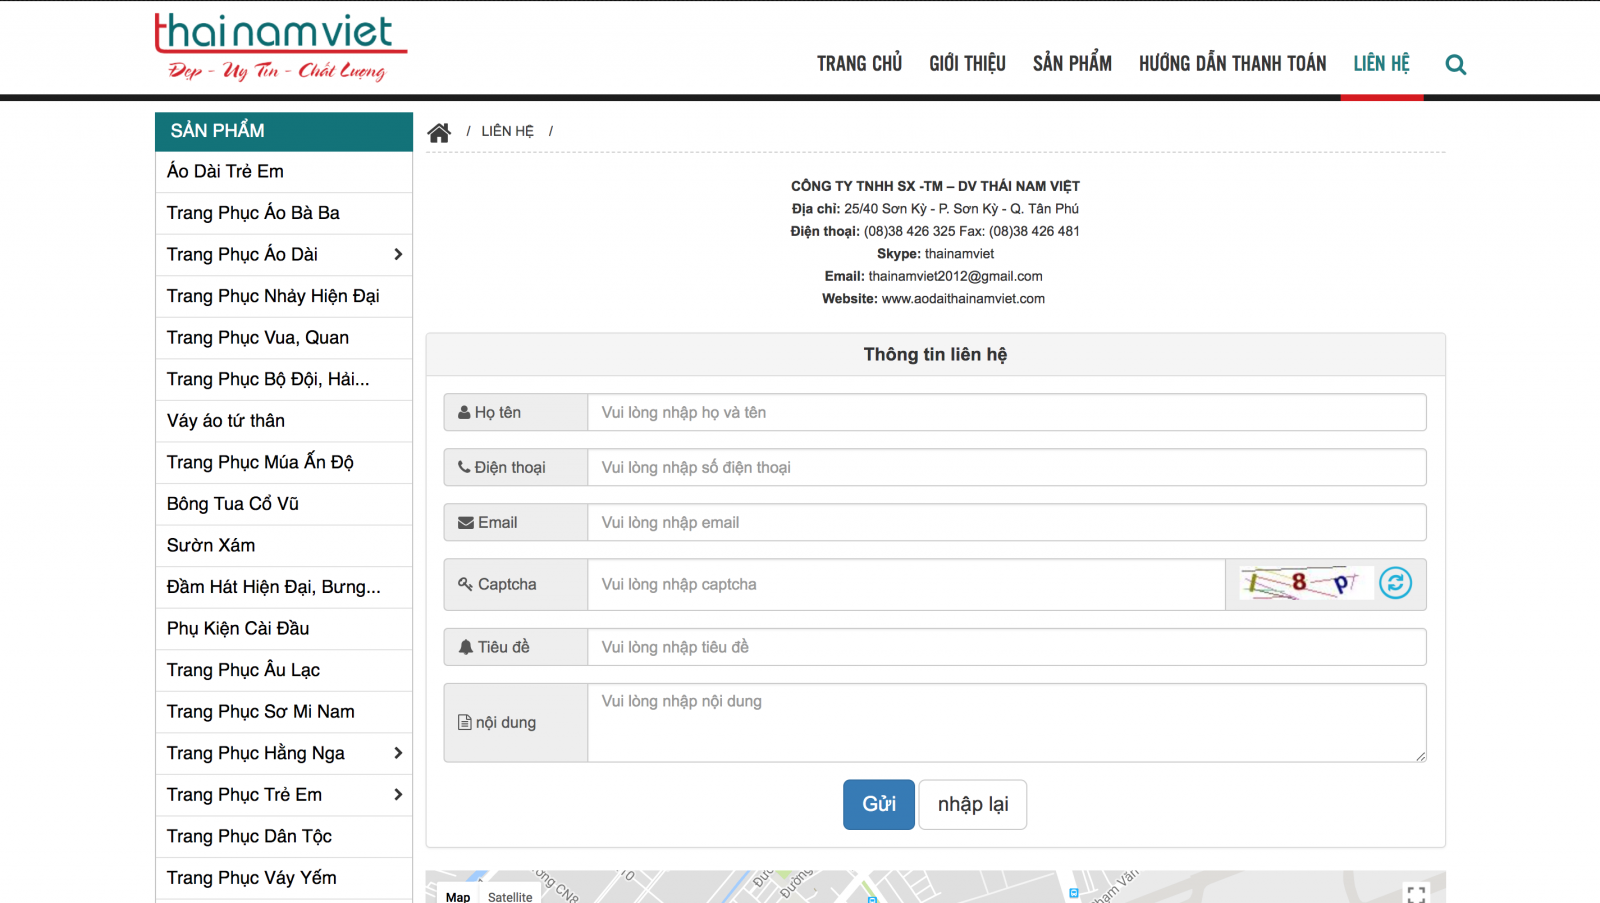 thainamviet
Đẹp - Uy Tín - Chất Lượng
TRANG CHỦ GIỚI THIỆU SẢN PHẨM HƯỚNG DẪN THANH TOÁN LIÊN HỆ
SẢN PHẨM
Áo Dài Trẻ Em
Trang Phục Áo Bà Ba
Trang Phục Áo Dài
Trang Phục Nhảy Hiện Đại
Trang Phục Vua, Quan
Trang Phục Bộ Đội, Hải...
Váy áo tứ thân
Trang Phục Múa Ấn Độ
Bông Tua Cổ Vũ
Sườn Xám
Đầm Hát Hiện Đại, Bưng...
Phụ Kiện Cài Đầu
Trang Phục Âu Lạc
Trang Phục Sơ Mi Nam
Trang Phục Hằng Nga
Trang Phục Trẻ Em
Trang Phục Dân Tộc
Trang Phục Váy Yếm
/ LIÊN HỆ /
CÔNG TY TNHH SX -TM – DV THÁI NAM VIỆT
Địa chỉ: 25/40 Sơn Kỳ - P. Sơn Kỳ - Q. Tân Phú
Điện thoại: (08)38 426 325 Fax: (08)38 426 481
Skype: thainamviet
Email: thainamviet2012@gmail.com
Website: www.aodaithainamviet.com
Thông tin liên hệ
Họ tên Vui lòng nhập họ và tên
Điện thoại Vui lòng nhập số điện thoại
Email Vui lòng nhập email
Captcha Vui lòng nhập captcha
Tiêu đề Vui lòng nhập tiêu đề
nội dung Vui lòng nhập nội dung
Gửi nhập lại
Map Satellite
CN8
10
Đường